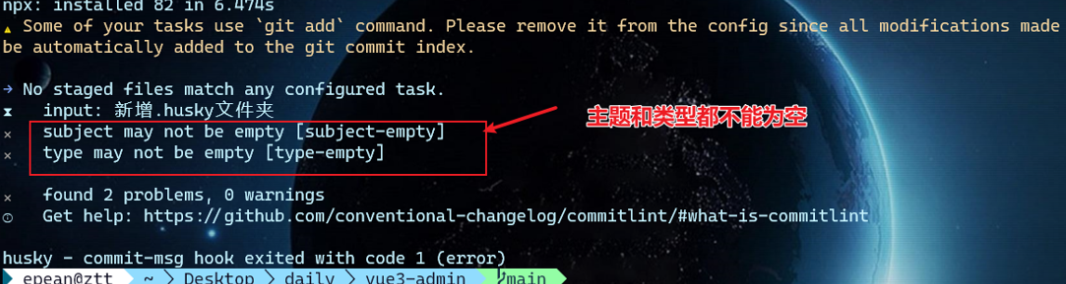 npx: installed 82 in 6.474s
⚠ Some of your tasks use `git add` command. Please remove it from the config since all modifications made
be automatically added to the git commit index.
→ No staged files match any configured task.
⧗ input: 新增.husky文件夹
✖ subject may not be empty [subject-empty]
主题和类型都不能为空
✖ type may not be empty [type-empty]
✖ found 2 problems, 0 warnings
ⓘ Get help: https://github.com/conventional-changelog/commitlint/#what-is-commitlint
husky - commit-msg hook exited with code 1 (error)
epean@ztt ~ Desktop daily vue3-admin main